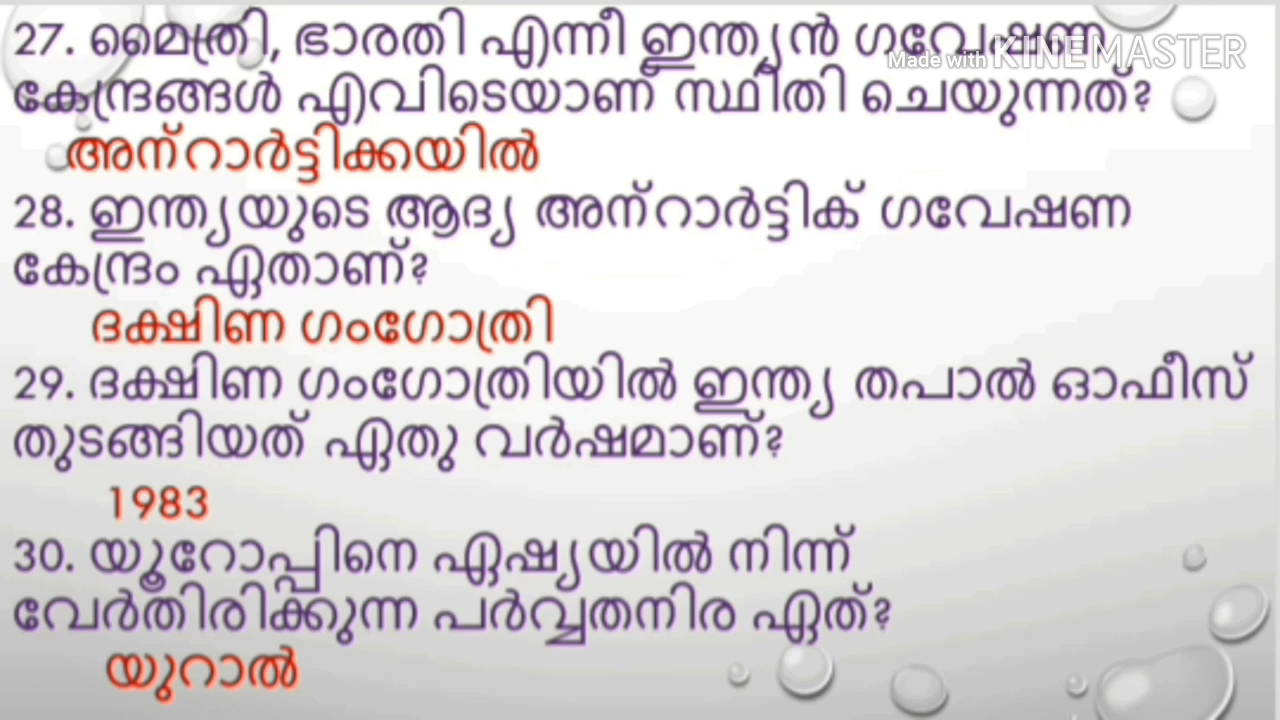 27. മൈത്രി, ഭാരതി എന്നീ ഇന്ത്യൻ ഗവേഷണ
Made with KINEMASTER
കേന്ദ്രങ്ങൾ എവിടെയാണ് സ്ഥിതി ചെയുന്നത്?
അന്റാർട്ടിക്കയിൽ
28. ഇന്ത്യയുടെ ആദ്യ അന്റാർട്ടിക് ഗവേഷണ
കേന്ദ്രം ഏതാണ്?
ദക്ഷിണ ഗംഗോത്രി
29. ദക്ഷിണ ഗംഗോത്രിയിൽ ഇന്ത്യ തപാൽ ഓഫീസ്
തുടങ്ങിയത് ഏതു വർഷമാണ്?
1983
30. യൂറോപ്പിനെ ഏഷ്യയിൽ നിന്ന്
വേർതിരിക്കുന്ന പർവ്വതനിര ഏത്?
യുറാൽ